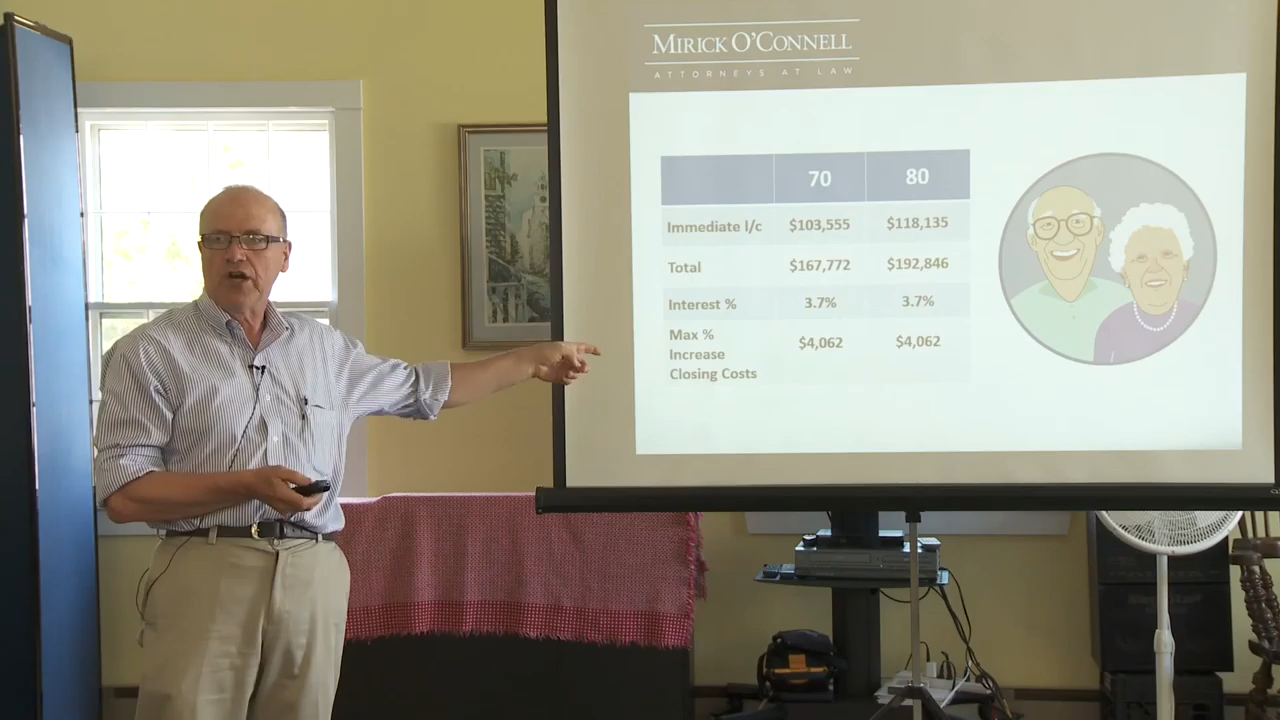 MIRICK O'CONNELL
ATTORNEYS AT LAW
70 80
Immediate l/c $103,555 $118,135
Total $167,772 $192,846
Interest % 3.7% 3.7%
Max % $4,062 $4,062
Increase
Closing Costs